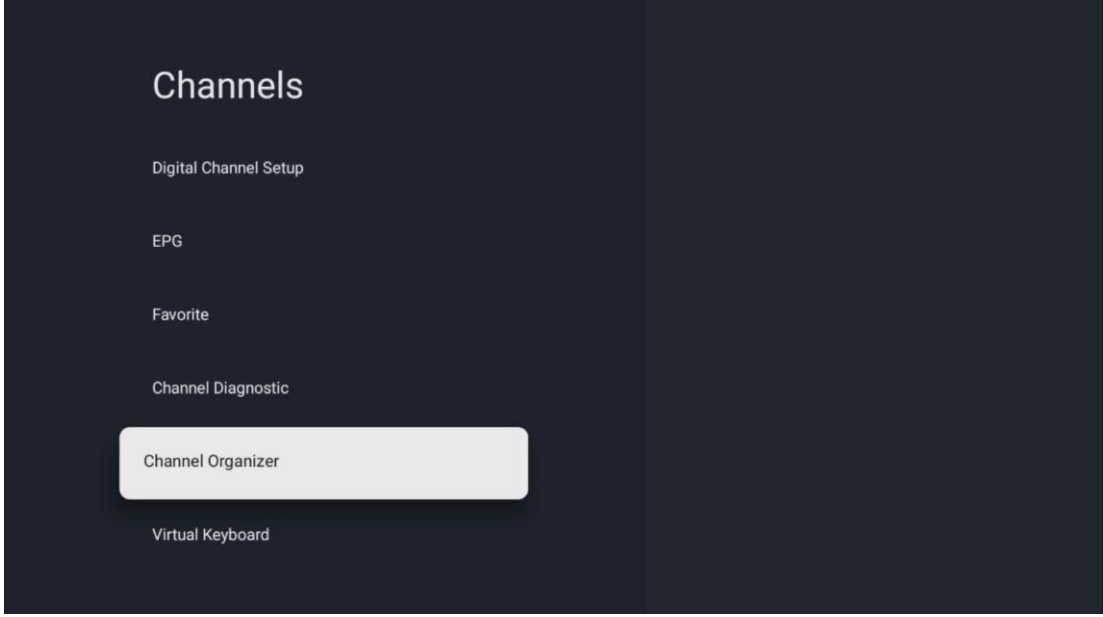 Channels
Digital Channel Setup
EPG
Favorite
Channel Diagnostic
Channel Organizer
Virtual Keyboard